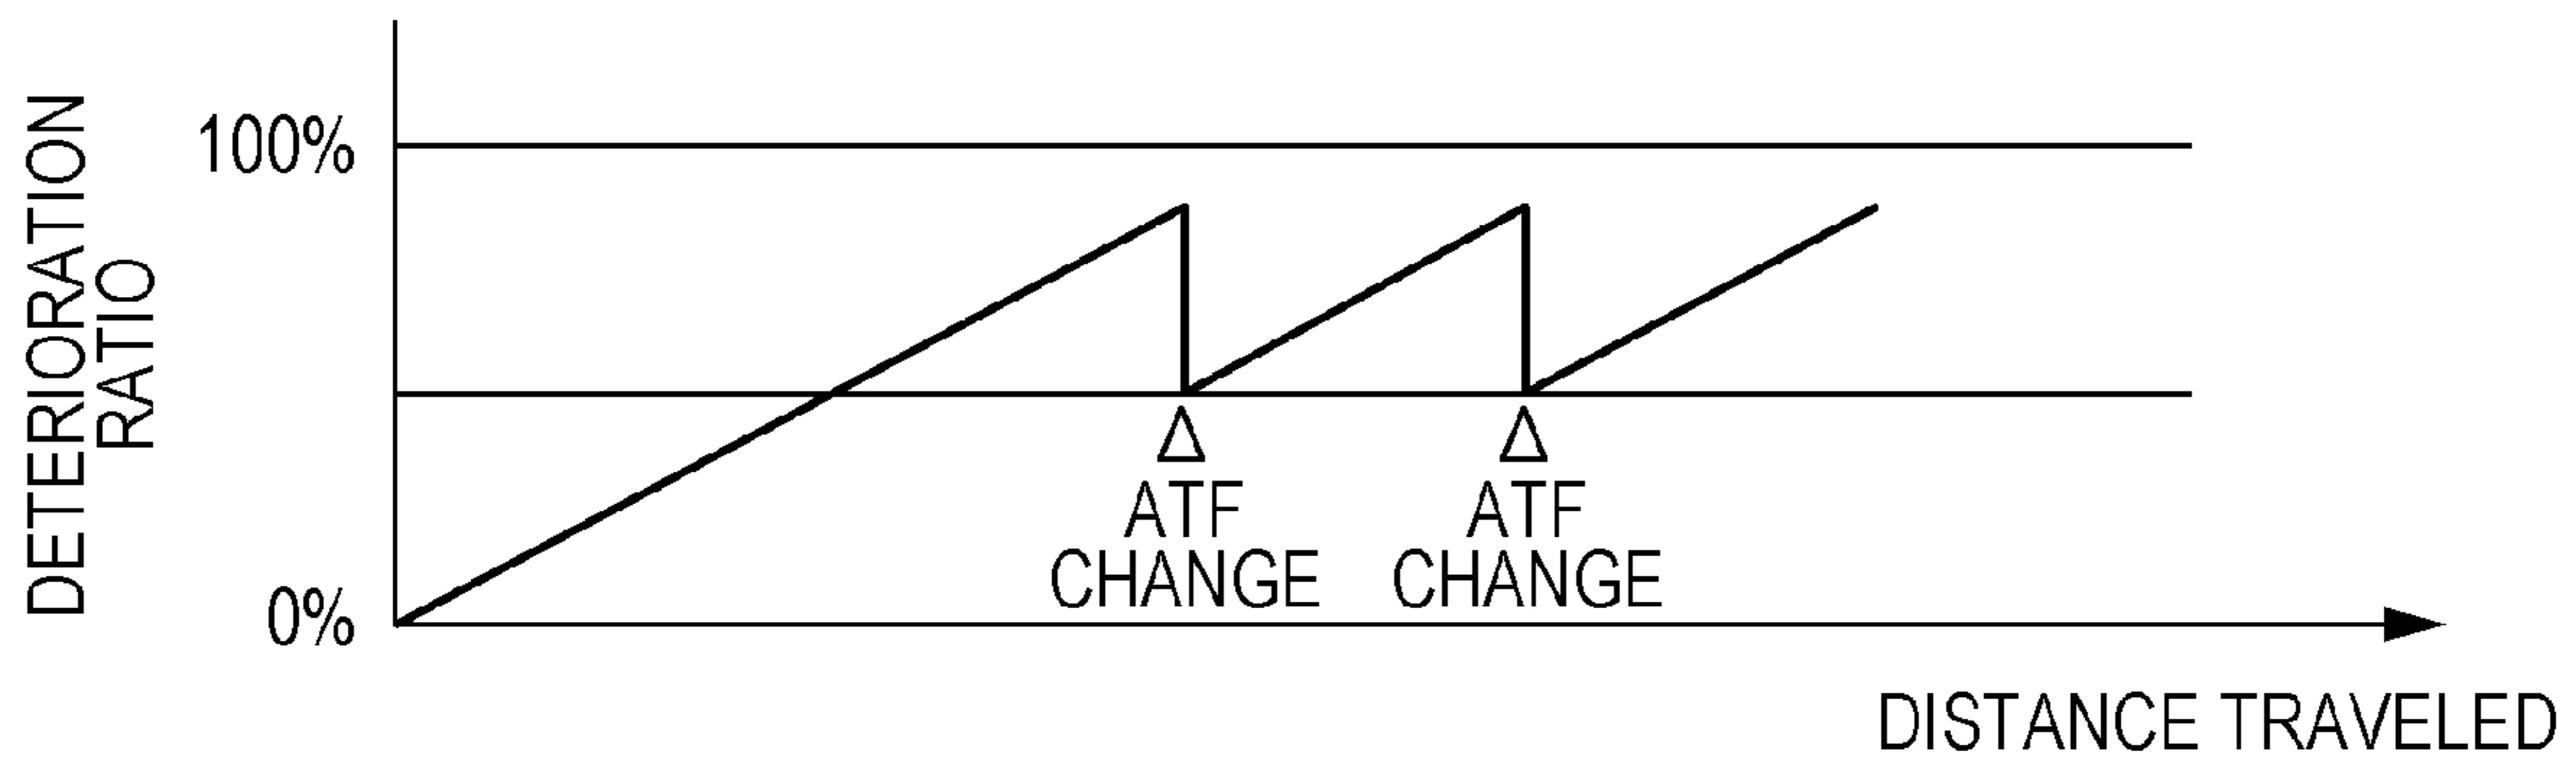 DETERIORATION
RATIO
100%
0%
ATF
CHANGE
ATF
CHANGE
DISTANCE TRAVELED